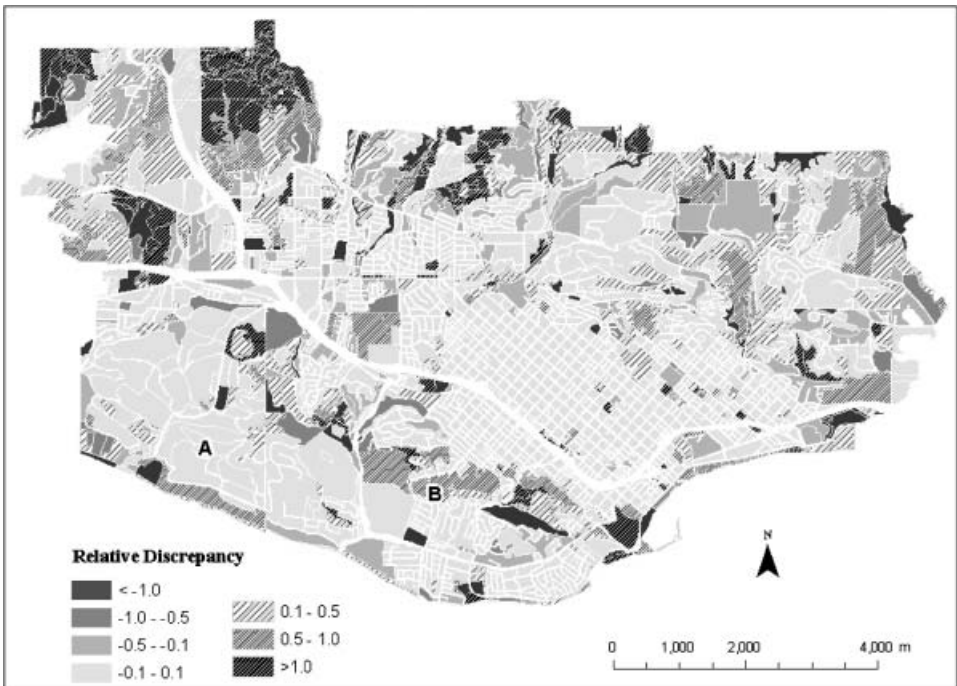 A
B
N
Relative Discrepancy
< -1.0
-1.0 - -0.5
-0.5 - -0.1
-0.1 - 0.1
0.1 - 0.5
0.5 - 1.0
>1.0
0 1,000 2,000 4,000 m